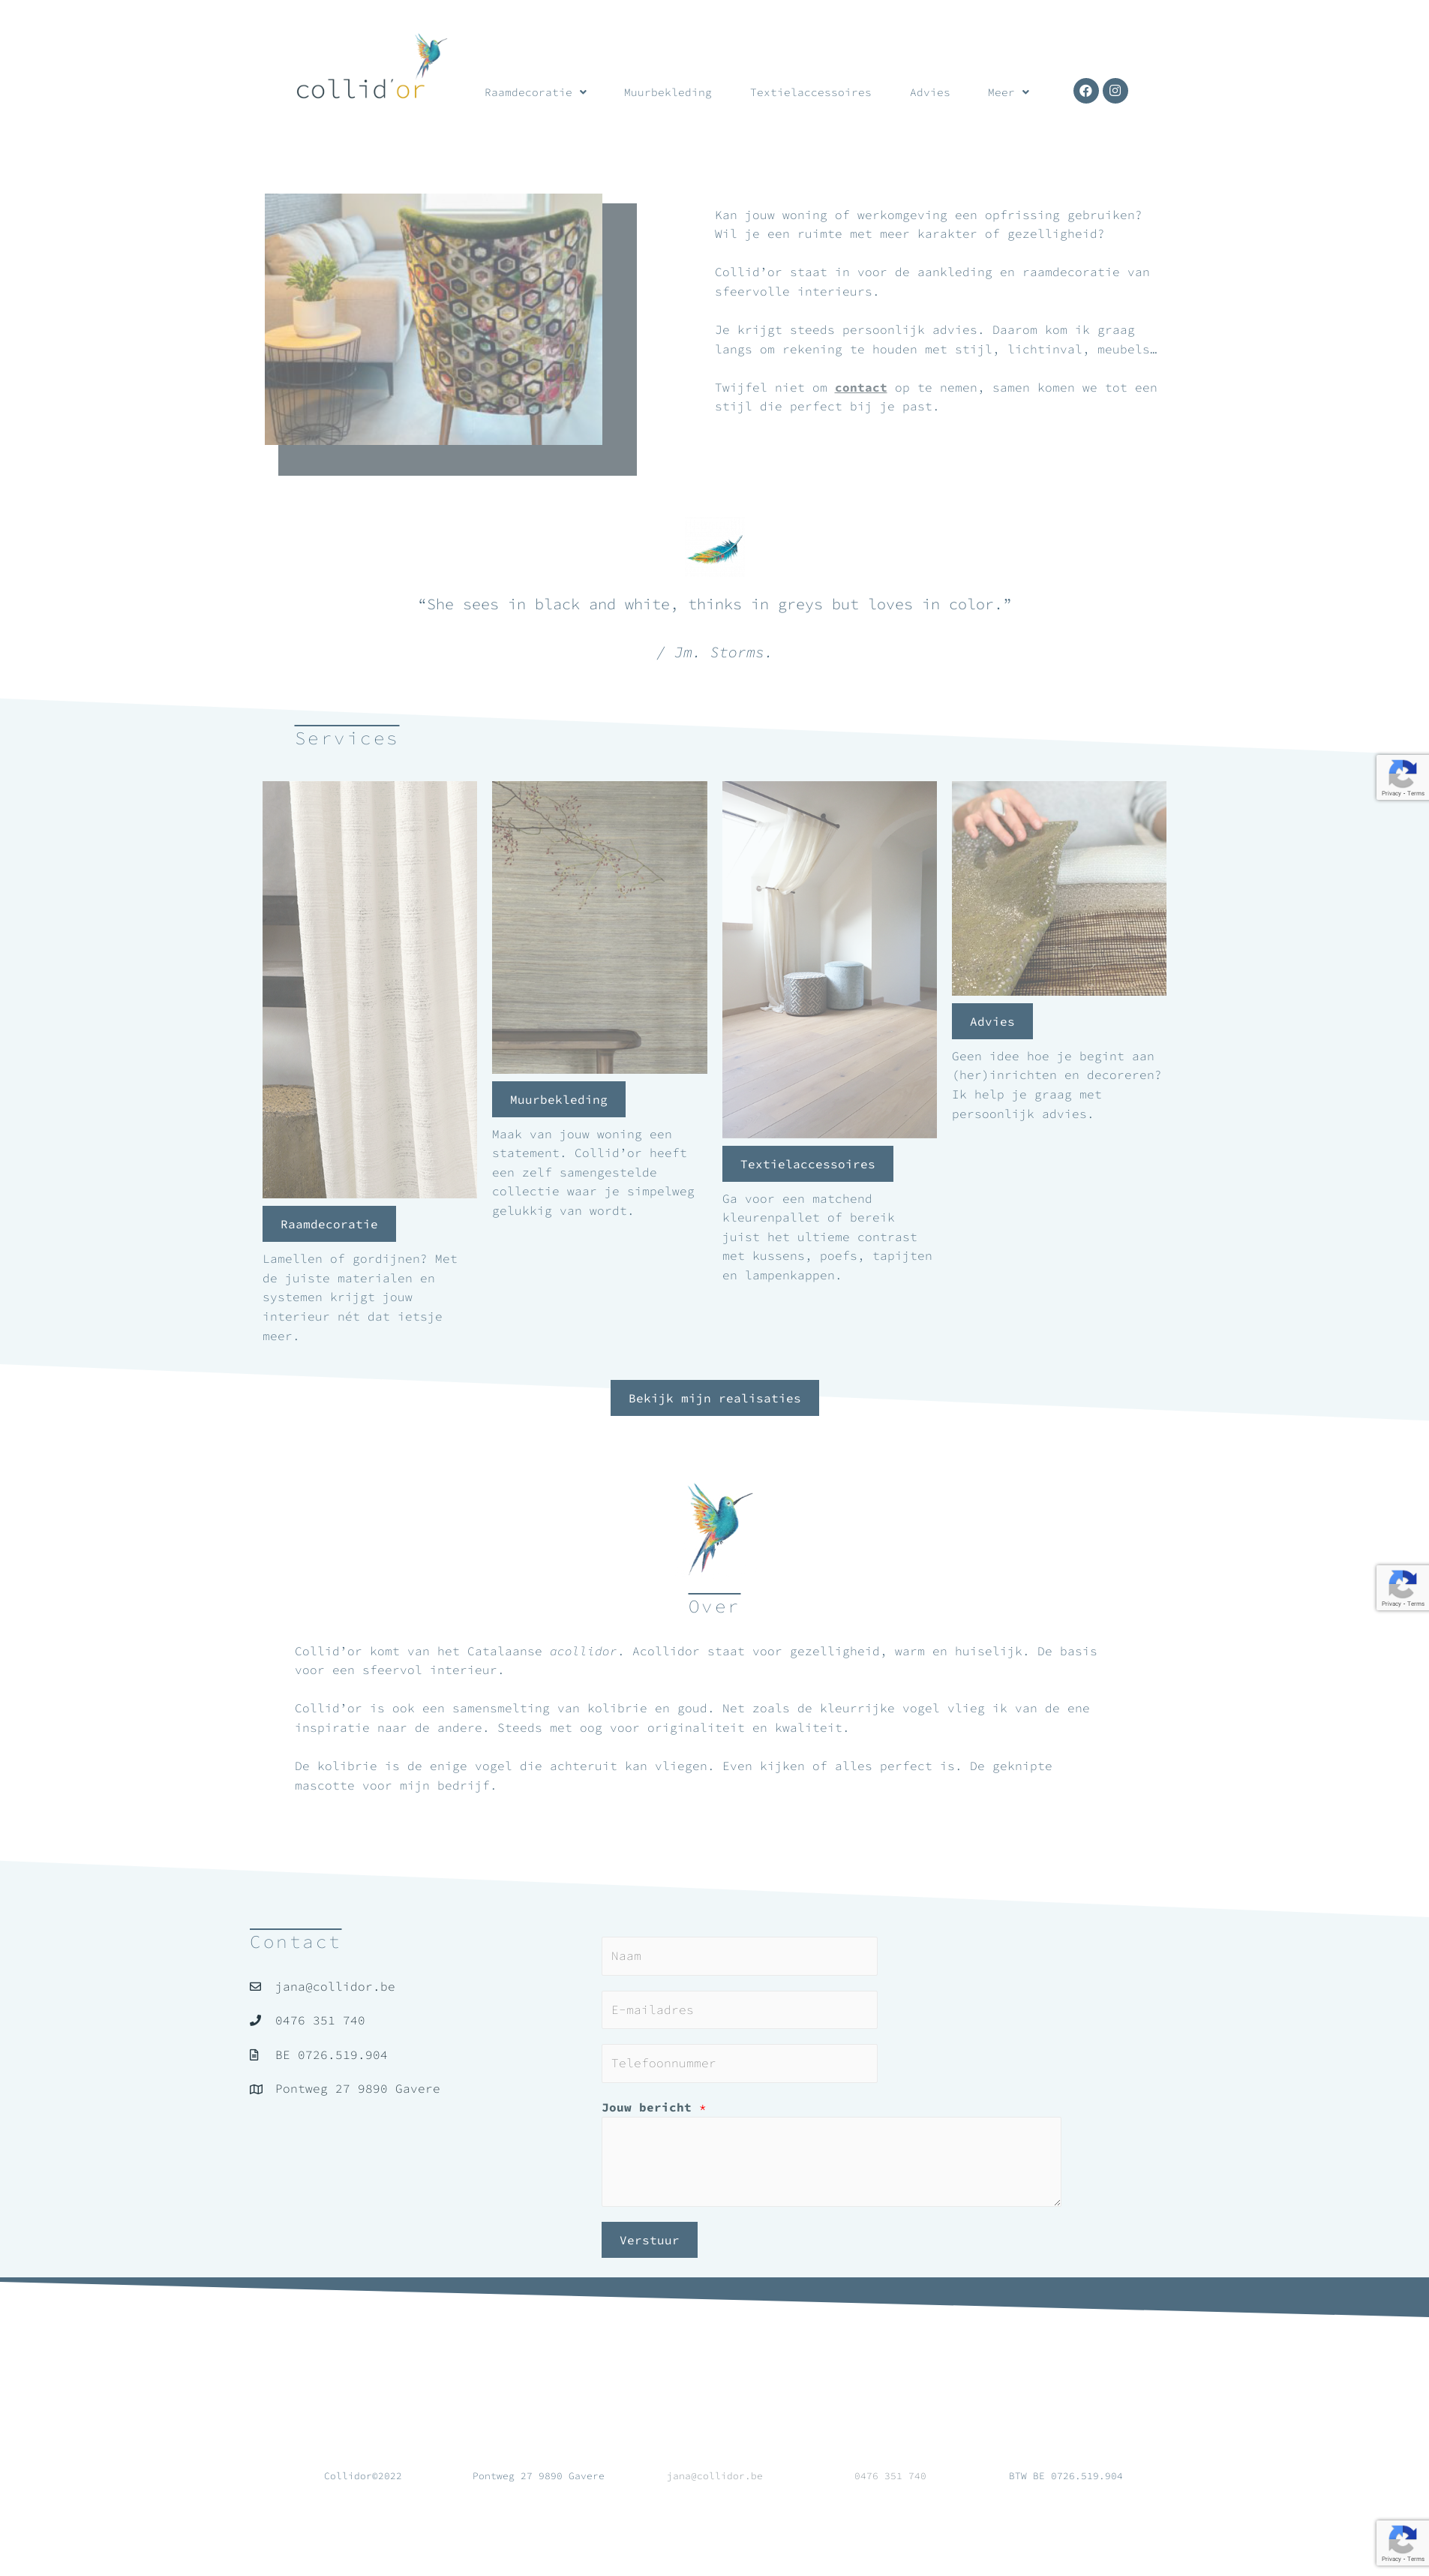 collid'or
Raamdecoratie
Muurbekleding
Textielaccessoires
Advies
Meer
Kan jouw woning of werkomgeving een opfrissing gebruiken?
Wil je een ruimte met meer karakter of gezelligheid?
Collid’or staat in voor de aankleding en raamdecoratie van
sfeervolle interieurs.
Je krijgt steeds persoonlijk advies. Daarom kom ik graag
langs om rekening te houden met stijl, lichtinval, meubels…
Twijfel niet om contact op te nemen, samen komen we tot een
stijl die perfect bij je past.
“She sees in black and white, thinks in greys but loves in color.”
/ Jm. Storms.
Services
Raamdecoratie
Lamellen of gordijnen? Met
de juiste materialen en
systemen krijgt jouw
interieur nét dat ietsje
meer.
Muurbekleding
Maak van jouw woning een
statement. Collid’or heeft
een zelf samengestelde
collectie waar je simpelweg
gelukkig van wordt.
Textielaccessoires
Ga voor een matchend
kleurenpallet of bereik
juist het ultieme contrast
met kussens, poefs, tapijten
en lampenkappen.
Advies
Geen idee hoe je begint aan
(her)inrichten en decoreren?
Ik help je graag met
persoonlijk advies.
Privacy - Terms
Bekijk mijn realisaties
Privacy - Terms
Over
Collid’or komt van het Catalaanse acollidor. Acollidor staat voor gezelligheid, warm en huiselijk. De basis
voor een sfeervol interieur.
Collid’or is ook een samensmelting van kolibrie en goud. Net zoals de kleurrijke vogel vlieg ik van de ene
inspiratie naar de andere. Steeds met oog voor originaliteit en kwaliteit.
De kolibrie is de enige vogel die achteruit kan vliegen. Even kijken of alles perfect is. De geknipte
mascotte voor mijn bedrijf.
Contact
jana@collidor.be
0476 351 740
BE 0726.519.904
Pontweg 27 9890 Gavere
Naam
E-mailadres
Telefoonnummer
Jouw bericht *
Verstuur
Collidor©2022
Pontweg 27 9890 Gavere
jana@collidor.be
0476 351 740
BTW BE 0726.519.904
Privacy - Terms